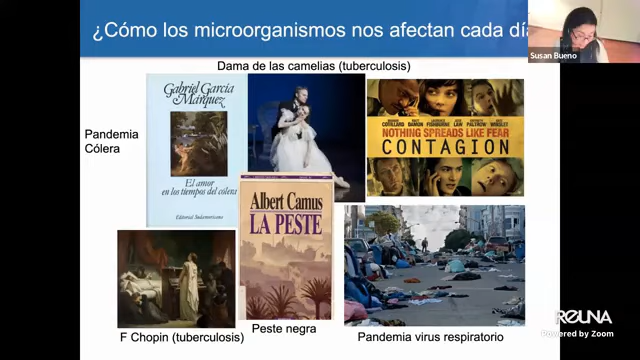 ¿Cómo los microorganismos nos afectan cada día
Susan Bueno
Dama de las camelias (tuberculosis)
Gabriel García
Márquez
El amor
en los tiempos del cólera
Editorial Sudamericana
Pandemia
Cólera
NOTHING SPREADS LIKE FEAR
CONTAGION
Albert Camus
LA PESTE
F Chopin (tuberculosis)
Peste negra
Pandemia virus respiratorio
REUNA
Powered by Zoom